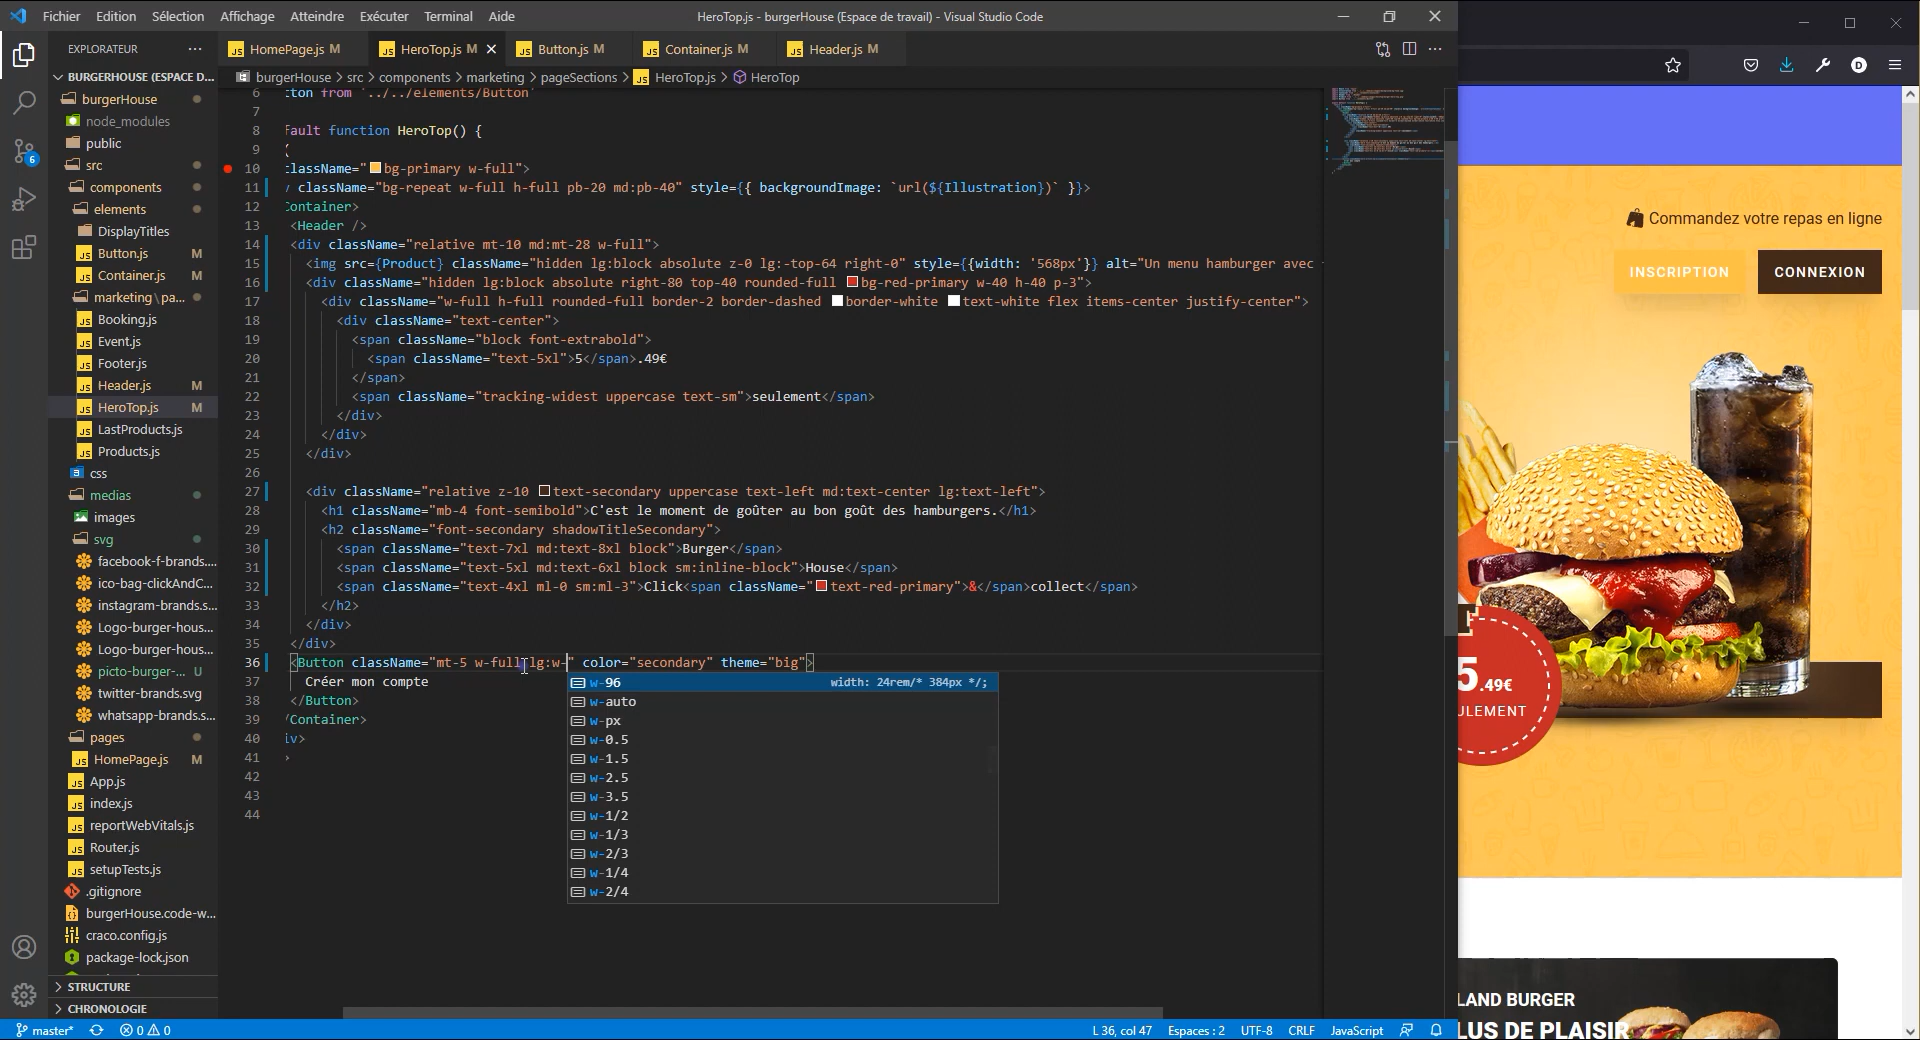 Fichier Edition Sélection Affichage Atteindre Exécuter Terminal Aide
HeroTop.js - burgerHouse (Espace de travail) - Visual Studio Code
EXPLORATEUR
BURGERHOUSE (ESPACE D...
burgerHouse
node_modules
public
src
components
elements
DisplayTitles
Button.js M
Container.js M
marketing\pa...
Booking.js
Event.js
Footer.js
Header.js M
HeroTop.js M
LastProducts.js
Products.js
css
medias
images
svg
facebook-f-brands....
ico-bag-clickAndC...
instagram-brands.s...
Logo-burger-hous...
Logo-burger-hous...
picto-burger-... U
twitter-brands.svg
whatsapp-brands.s...
pages
HomePage.js M
App.js
index.js
reportWebVitals.js
Router.js
setupTests.js
.gitignore
burgerHouse.code-w...
craco.config.js
package-lock.json
STRUCTURE
CHRONOLOGIE
HomePage.js M HeroTop.js M Button.js M Container.js M Header.js M
burgerHouse > src > components > marketing > pageSections > HeroTop.js > HeroTop
6 :ton from '../../elements/Button'
7
8 fault function HeroTop() {
9 (
10 className="bg-primary w-full">
11 className="bg-repeat w-full h-full pb-20 md:pb-40" style={{ backgroundImage: `url(${Illustration})` }}>
12 Container>
13 <Header />
14 <div className="relative mt-10 md:mt-28 w-full">
15 <img src={Product} className="hidden lg:block absolute z-0 lg:-top-64 right-0" style={{width: '568px'}} alt="Un menu hamburger avec
16 <div className="hidden lg:block absolute right-80 top-40 rounded-full bg-red-primary w-40 h-40 p-3">
17 <div className="w-full h-full rounded-full border-2 border-dashed border-white text-white flex items-center justify-center">
18 <div className="text-center">
19 <span className="block font-extrabold">
20 <span className="text-5xl">5</span>.49€
21 </span>
22 <span className="tracking-widest uppercase text-sm">seulement</span>
23 </div>
24 </div>
25 </div>
26
27 <div className="relative z-10 text-secondary uppercase text-left md:text-center lg:text-left">
28 <h1 className="mb-4 font-semibold">C'est le moment de goûter au bon goût des hamburgers.</h1>
29 <h2 className="font-secondary shadowTitleSecondary">
30 <span className="text-7xl md:text-8xl block">Burger</span>
31 <span className="text-5xl md:text-6xl block sm:inline-block">House</span>
32 <span className="text-4xl ml-0 sm:ml-3">Click<span className="text-red-primary">&</span>collect</span>
33 </h2>
34 </div>
35 </div>
36 <Button className="mt-5 w-full lg:w-" color="secondary" theme="big">
37 Créer mon compte
38 </Button>
39 /Container>
40 iv>
41 >
42
43
44
w-96 width: 24rem/* 384px */;
w-auto
w-px
w-0.5
w-1.5
w-2.5
w-3.5
w-1/2
w-1/3
w-2/3
w-1/4
w-2/4
master* 0 0
L 36, col 47 Espaces : 2 UTF-8 CRLF JavaScript
6
D
Commandez votre repas en ligne
INSCRIPTION CONNEXION
5.49€
ULEMENT
LAND BURGER
LUS DE PLAISIR